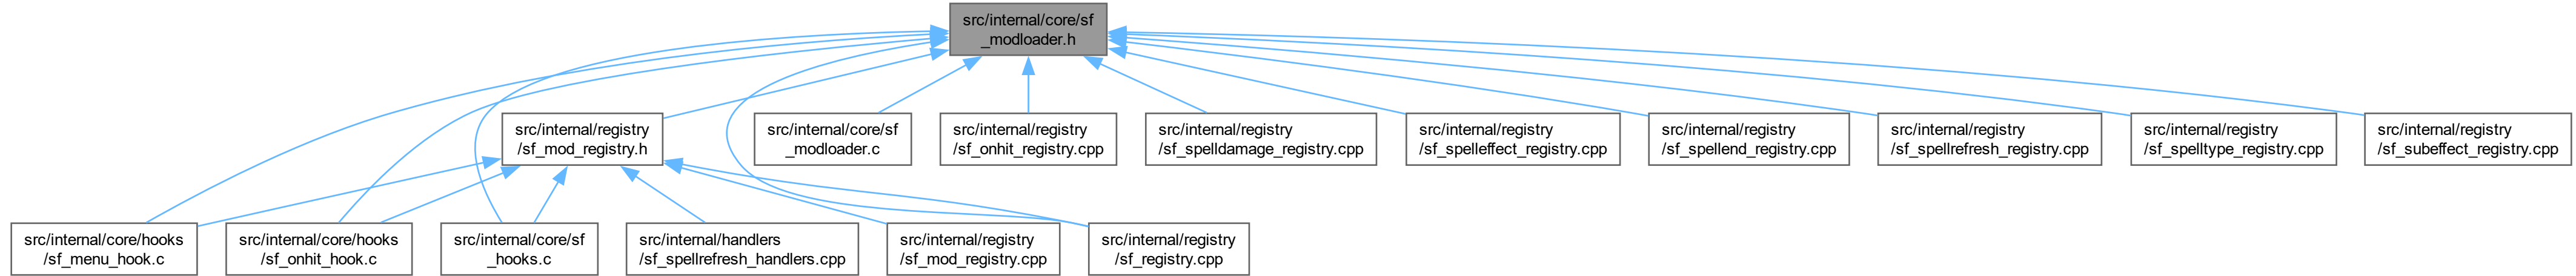 src/internal/core/sf
_modloader.h
src/internal/registry
/sf_mod_registry.h
src/internal/core/sf
_modloader.c
src/internal/registry
/sf_onhit_registry.cpp
src/internal/registry
/sf_spelldamage_registry.cpp
src/internal/registry
/sf_spelleffect_registry.cpp
src/internal/registry
/sf_spellend_registry.cpp
src/internal/registry
/sf_spellrefresh_registry.cpp
src/internal/registry
/sf_spelltype_registry.cpp
src/internal/registry
/sf_subeffect_registry.cpp
src/internal/core/hooks
/sf_menu_hook.c
src/internal/core/hooks
/sf_onhit_hook.c
src/internal/core/sf
_hooks.c
src/internal/handlers
/sf_spellrefresh_handlers.cpp
src/internal/registry
/sf_mod_registry.cpp
src/internal/registry
/sf_registry.cpp